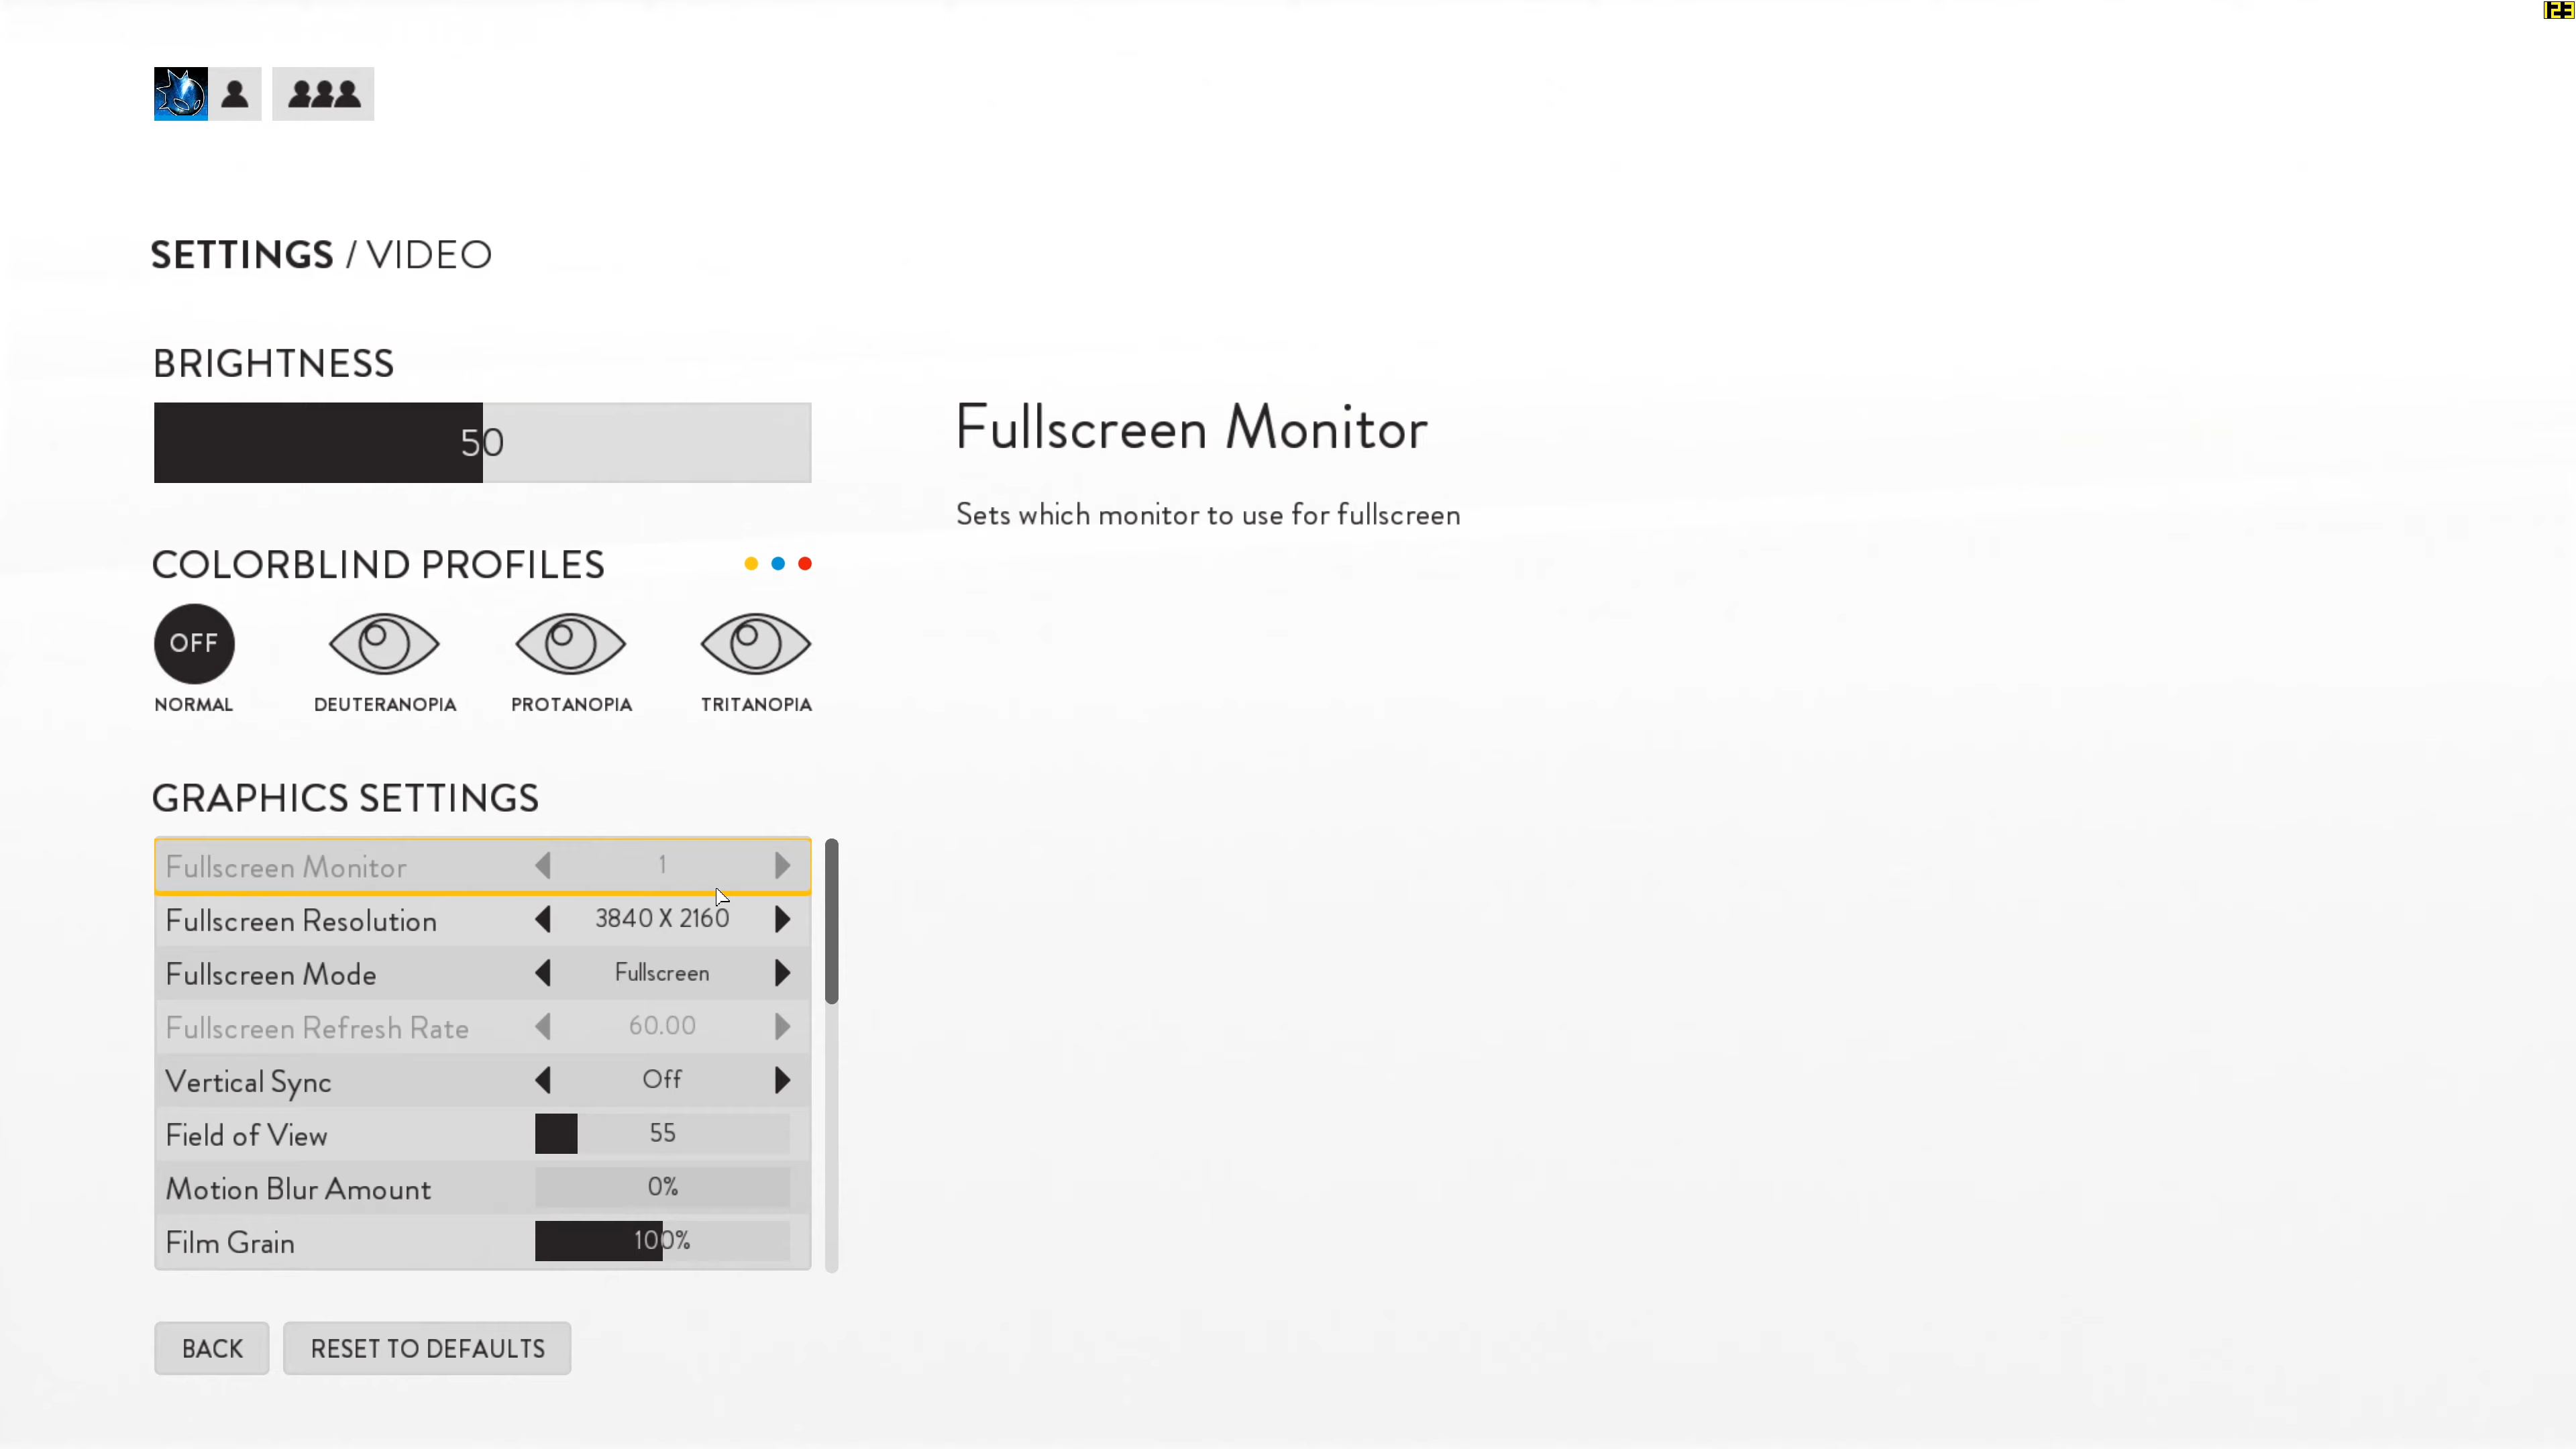 123
SETTINGS / VIDEO
BRIGHTNESS
50
Fullscreen Monitor
Sets which monitor to use for fullscreen
COLORBLIND PROFILES
OFF
NORMAL DEUTERANOPIA PROTANOPIA TRITANOPIA
GRAPHICS SETTINGS
Fullscreen Monitor 1
Fullscreen Resolution 3840 X 2160
Fullscreen Mode Fullscreen
Fullscreen Refresh Rate 60.00
Vertical Sync Off
Field of View 55
Motion Blur Amount 0%
Film Grain 100%
BACK RESET TO DEFAULTS